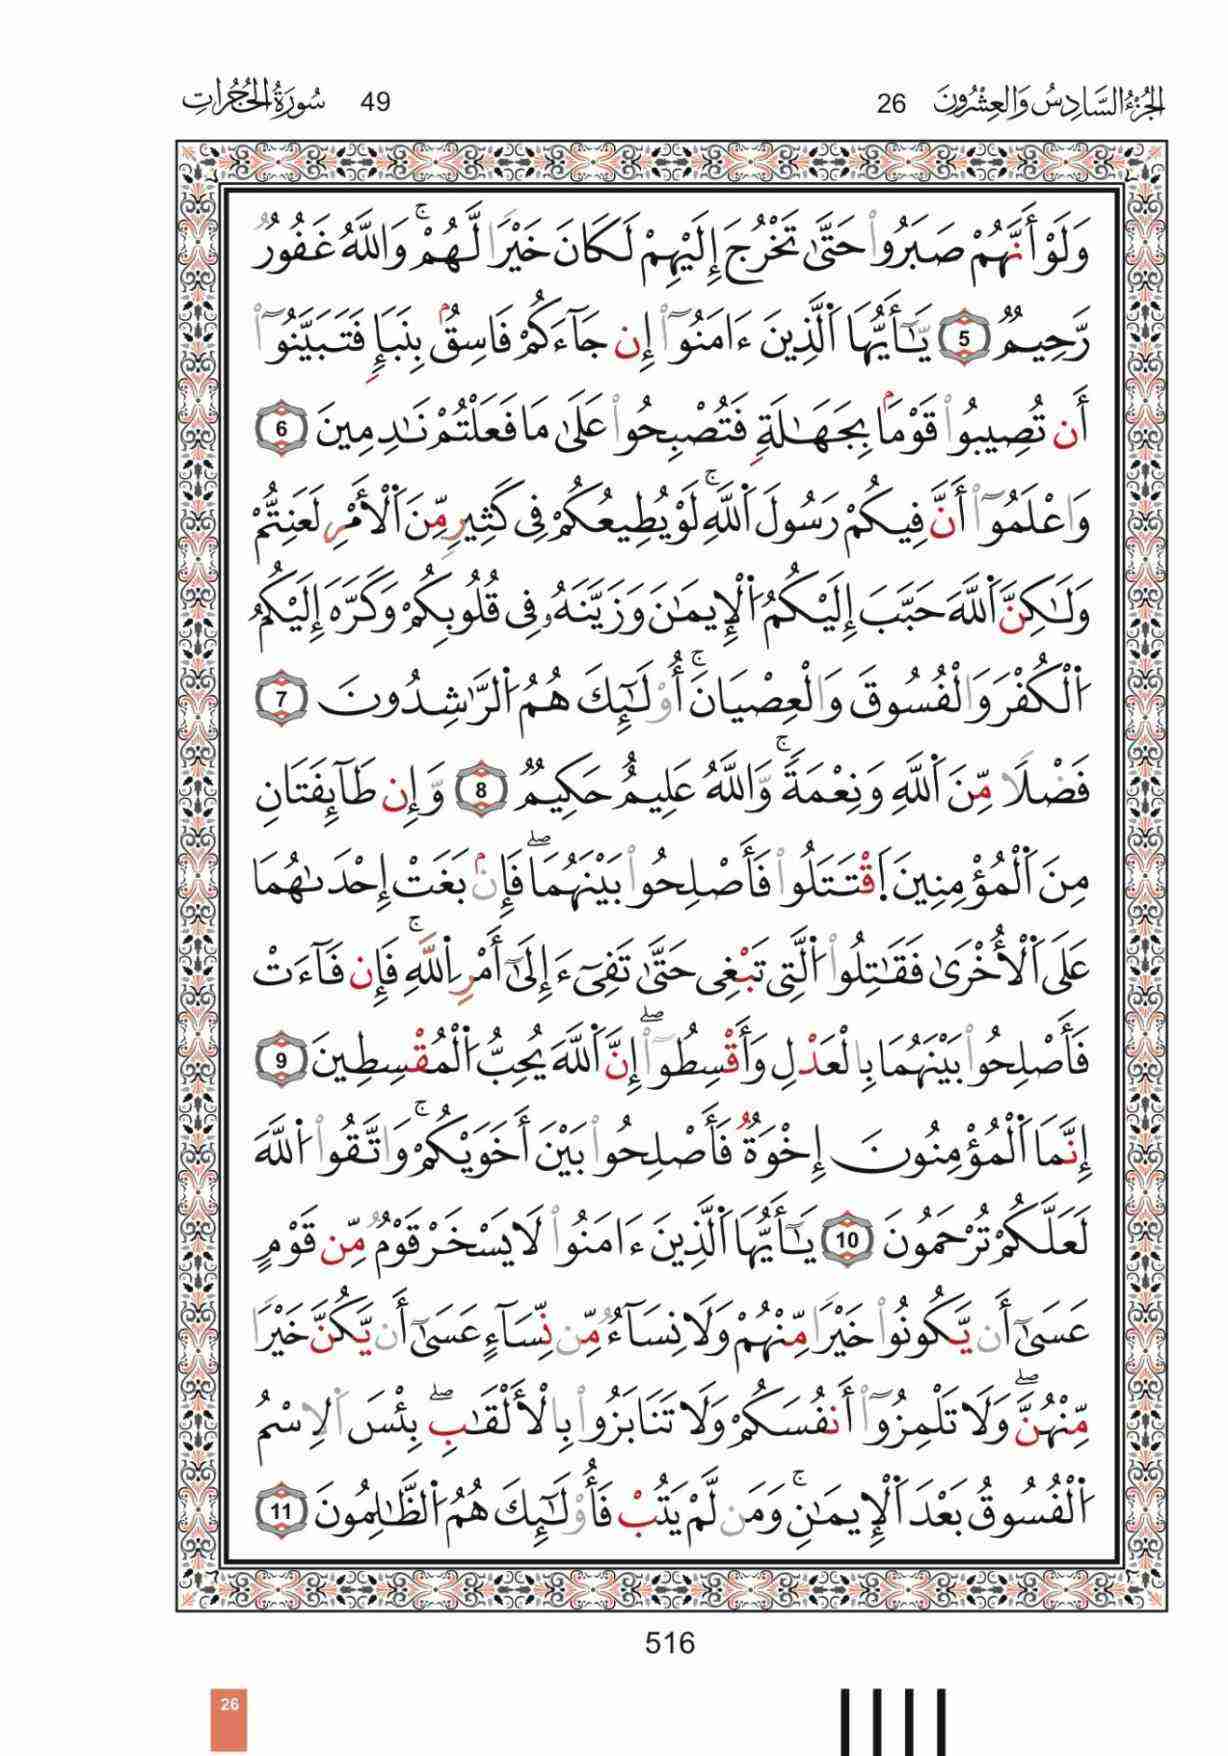 الجُزْءُ السَّادِسُ وَالعِشْرُونَ 26 49 سُورَةُ الحُجُرَاتِ
وَلَوْ أَنَّهُمْ صَبَرُوا۟ حَتَّىٰ تَخْرُجَ إِلَيْهِمْ لَكَانَ خَيْرًا لَّهُمْ ۚ وَٱللَّهُ غَفُورٌ
رَّحِيمٌ 5 يَـٰٓأَيُّهَا ٱلَّذِينَ ءَامَنُوٓا۟ إِن جَآءَكُمْ فَاسِقٌۢ بِنَبَإٍ فَتَبَيَّنُوٓا۟
أَن تُصِيبُوا۟ قَوْمًۢا بِجَهَـٰلَةٍ فَتُصْبِحُوا۟ عَلَىٰ مَا فَعَلْتُمْ نَـٰدِمِينَ 6
وَٱعْلَمُوٓا۟ أَنَّ فِيكُمْ رَسُولَ ٱللَّهِ ۚ لَوْ يُطِيعُكُمْ فِى كَثِيرٍ مِّنَ ٱلْأَمْرِ لَعَنِتُّمْ
وَلَـٰكِنَّ ٱللَّهَ حَبَّبَ إِلَيْكُمُ ٱلْإِيمَـٰنَ وَزَيَّنَهُۥ فِى قُلُوبِكُمْ وَكَرَّهَ إِلَيْكُمُ
ٱلْكُفْرَ وَٱلْفُسُوقَ وَٱلْعِصْيَانَ ۚ أُو۟لَـٰٓئِكَ هُمُ ٱلرَّٰشِدُونَ 7
فَضْلًا مِّنَ ٱللَّهِ وَنِعْمَةً ۚ وَٱللَّهُ عَلِيمٌ حَكِيمٌ 8 وَإِن طَآئِفَتَانِ
مِنَ ٱلْمُؤْمِنِينَ ٱقْتَتَلُوا۟ فَأَصْلِحُوا۟ بَيْنَهُمَا ۖ فَإِنۢ بَغَتْ إِحْدَىٰهُمَا
عَلَى ٱلْأُخْرَىٰ فَقَـٰتِلُوا۟ ٱلَّتِى تَبْغِى حَتَّىٰ تَفِىٓءَ إِلَىٰٓ أَمْرِ ٱللَّهِ ۚ فَإِن فَآءَتْ
فَأَصْلِحُوا۟ بَيْنَهُمَا بِٱلْعَدْلِ وَأَقْسِطُوٓا۟ ۖ إِنَّ ٱللَّهَ يُحِبُّ ٱلْمُقْسِطِينَ 9
إِنَّمَا ٱلْمُؤْمِنُونَ إِخْوَةٌ فَأَصْلِحُوا۟ بَيْنَ أَخَوَيْكُمْ ۚ وَٱتَّقُوا۟ ٱللَّهَ
لَعَلَّكُمْ تُرْحَمُونَ 10 يَـٰٓأَيُّهَا ٱلَّذِينَ ءَامَنُوا۟ لَا يَسْخَرْ قَوْمٌ مِّن قَوْمٍ
عَسَىٰٓ أَن يَكُونُوا۟ خَيْرًا مِّنْهُمْ وَلَا نِسَآءٌ مِّن نِّسَآءٍ عَسَىٰٓ أَن يَكُنَّ خَيْرًا
مِّنْهُنَّ ۖ وَلَا تَلْمِزُوٓا۟ أَنفُسَكُمْ وَلَا تَنَابَزُوا۟ بِٱلْأَلْقَـٰبِ ۖ بِئْسَ ٱلِٱسْمُ
ٱلْفُسُوقُ بَعْدَ ٱلْإِيمَـٰنِ ۚ وَمَن لَّمْ يَتُبْ فَأُو۟لَـٰٓئِكَ هُمُ ٱلظَّـٰلِمُونَ 11
516
26